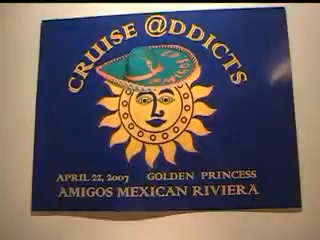 CRUISE @DDICTS
APRIL 22, 2007 GOLDEN PRINCESS
AMIGOS MEXICAN RIVIERA